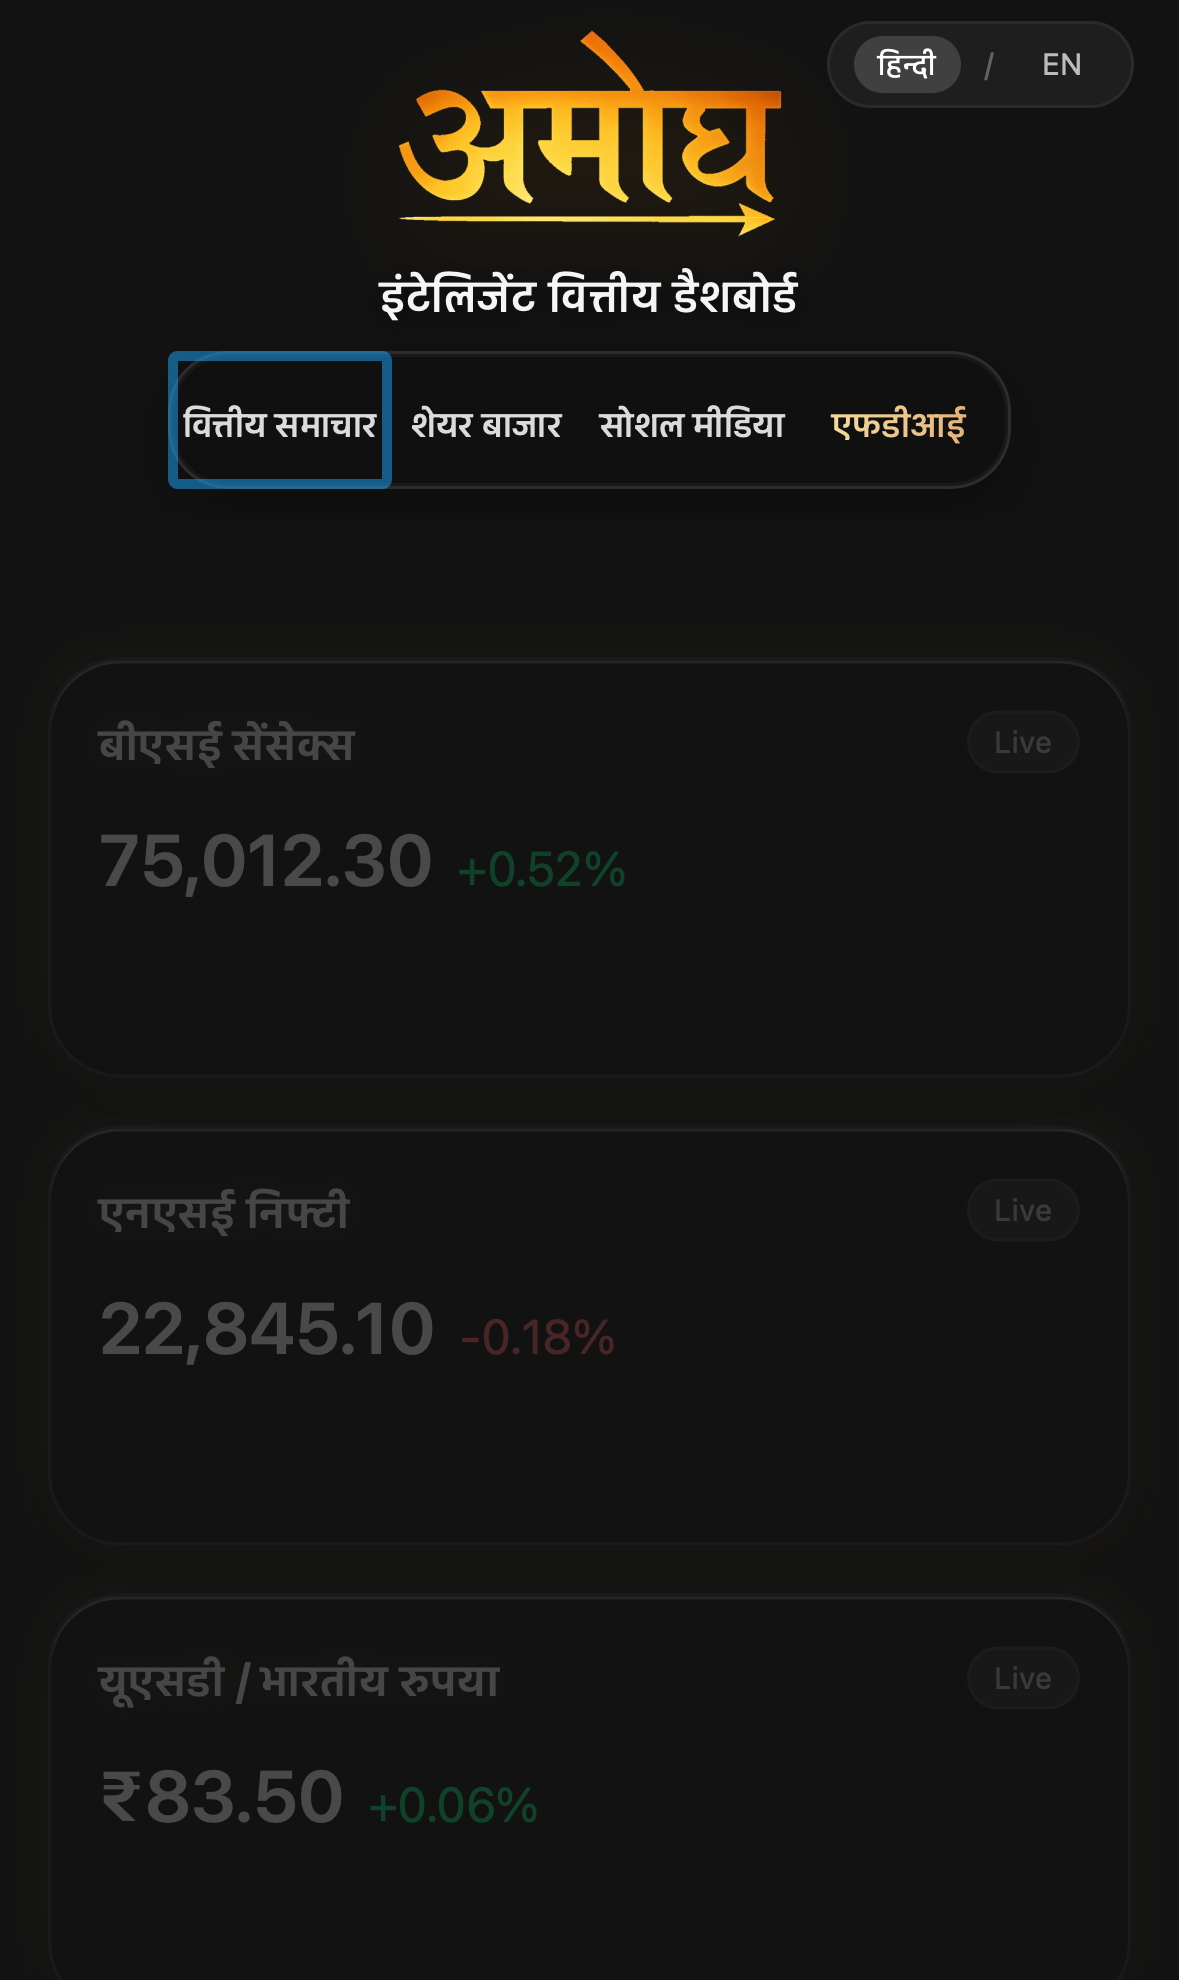 अमोघ
हिन्दी / EN
इंटेलिजेंट वित्तीय डैशबोर्ड
वित्तीय समाचार शेयर बाजार सोशल मीडिया एफडीआई
बीएसई सेंसेक्स Live
75,012.30 +0.52%
एनएसई निफ्टी Live
22,845.10 -0.18%
यूएसडी / भारतीय रुपया Live
₹83.50 +0.06%